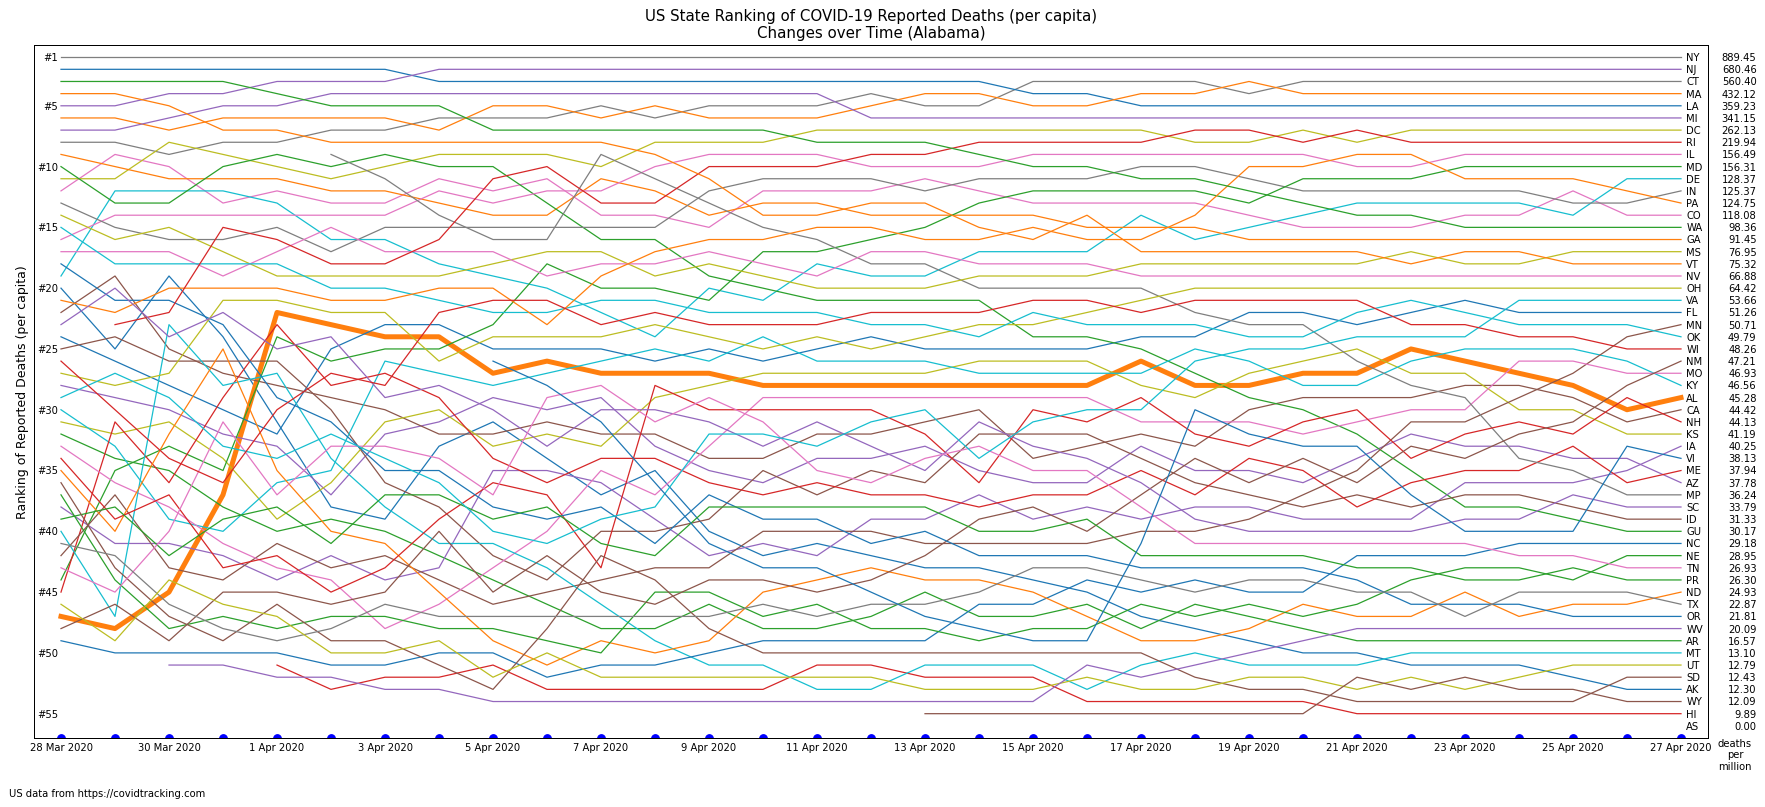 US State Ranking of COVID-19 Reported Deaths (per capita)
Changes over Time (Alabama)
Ranking of Reported Deaths (per capita)
#1
#5
#10
#15
#20
#25
#30
#35
#40
#45
#50
#55
NY 889.45
NJ 680.46
CT 560.40
MA 432.12
LA 359.23
MI 341.15
DC 262.13
RI 219.94
IL 156.49
MD 156.31
DE 128.37
IN 125.37
PA 124.75
CO 118.08
WA 98.36
GA 91.45
MS 76.95
VT 75.32
NV 66.88
OH 64.42
VA 53.66
FL 51.26
MN 50.71
OK 49.79
WI 48.26
NM 47.21
MO 46.93
KY 46.56
AL 45.28
CA 44.42
NH 44.13
KS 41.19
IA 40.25
VI 38.13
ME 37.94
AZ 37.78
MP 36.24
SC 33.79
ID 31.33
GU 30.17
NC 29.18
NE 28.95
TN 26.93
PR 26.30
ND 24.93
TX 22.87
OR 21.81
WV 20.09
AR 16.57
MT 13.10
UT 12.79
SD 12.43
AK 12.30
WY 12.09
HI 9.89
AS 0.00
28 Mar 2020 30 Mar 2020 1 Apr 2020 3 Apr 2020 5 Apr 2020 7 Apr 2020 9 Apr 2020 11 Apr 2020 13 Apr 2020 15 Apr 2020 17 Apr 2020 19 Apr 2020 21 Apr 2020 23 Apr 2020 25 Apr 2020 27 Apr 2020
deaths
per
million
US data from https://covidtracking.com